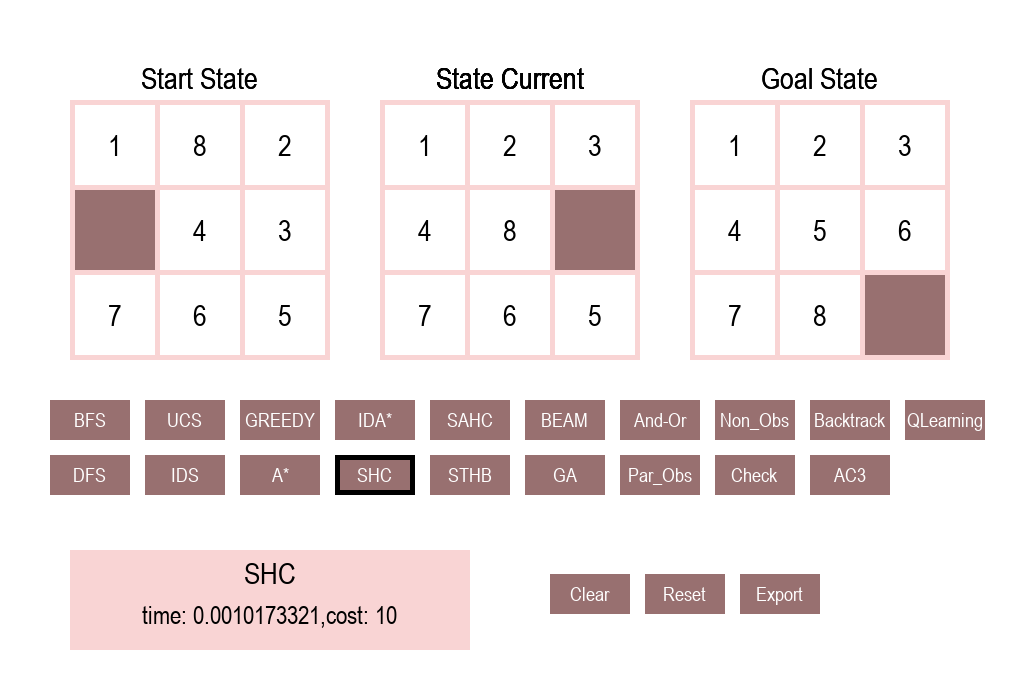 Start State
State Current
Goal State
1 8 2
1 2 3
1 2 3
4 3
4 8
4 5 6
7 6 5
7 6 5
7 8
BFS UCS GREEDY IDA* SAHC BEAM And-Or Non_Obs Backtrack QLearning
DFS IDS A* SHC STHB GA Par_Obs Check AC3
SHC
time: 0.0010173321,cost: 10
Clear Reset Export